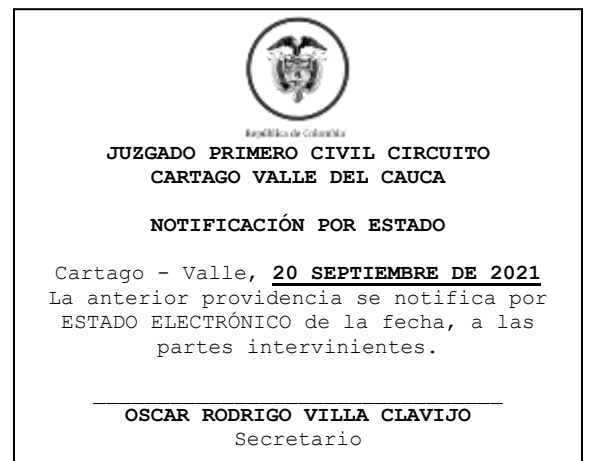 República de Colombia
JUZGADO PRIMERO CIVIL CIRCUITO
CARTAGO VALLE DEL CAUCA
NOTIFICACIÓN POR ESTADO
Cartago – Valle, 20 SEPTIEMBRE DE 2021
La anterior providencia se notifica por
ESTADO ELECTRÓNICO de la fecha, a las
partes intervinientes.
OSCAR RODRIGO VILLA CLAVIJO
Secretario